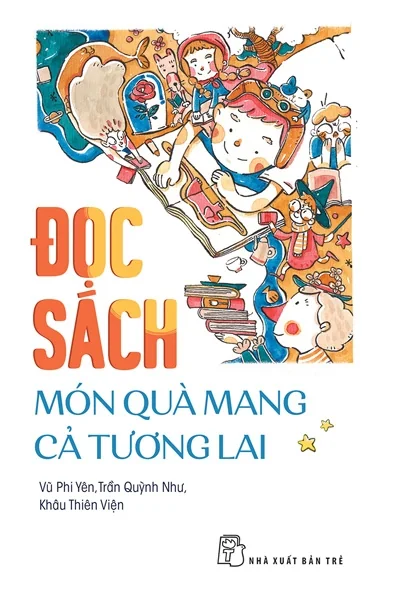 ĐỌC
SÁCH
MÓN QUÀ MANG
CẢ TƯƠNG LAI
Vũ Phi Yên, Trần Quỳnh Như,
Khâu Thiên Viện
T
NHÀ XUẤT BẢN TRẺ